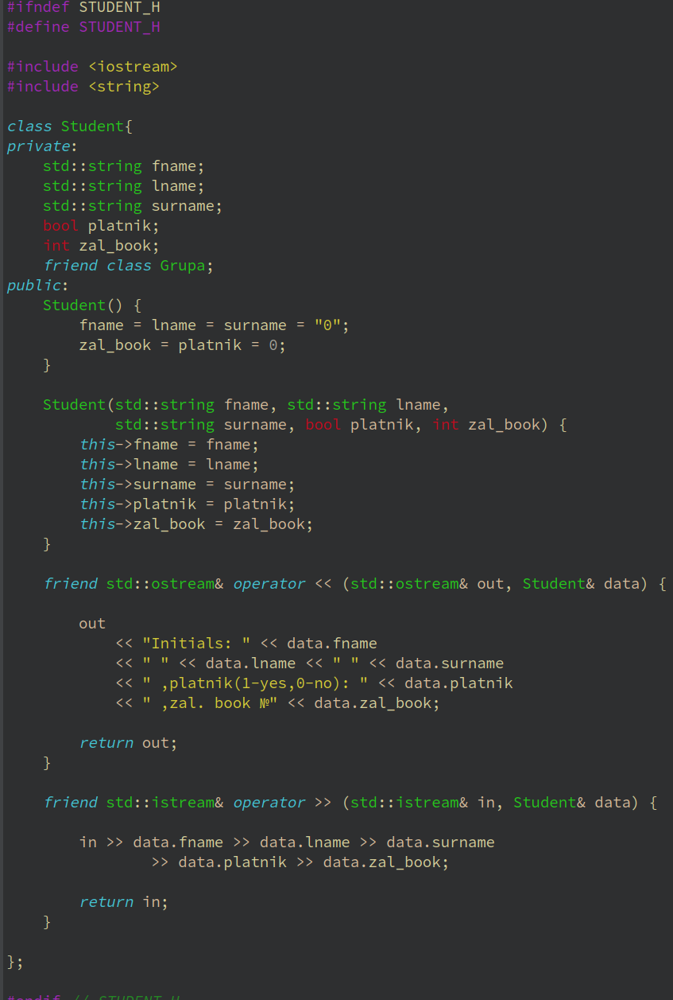 #ifndef STUDENT_H
#define STUDENT_H

#include <iostream>
#include <string>

class Student{
private:
    std::string fname;
    std::string lname;
    std::string surname;
    bool platnik;
    int zal_book;
    friend class Grupa;
public:
    Student() {
        fname = lname = surname = "0";
        zal_book = platnik = 0;
    }

    Student(std::string fname, std::string lname,
            std::string surname, bool platnik, int zal_book) {
        this->fname = fname;
        this->lname = lname;
        this->surname = surname;
        this->platnik = platnik;
        this->zal_book = zal_book;
    }

    friend std::ostream& operator << (std::ostream& out, Student& data) {

        out
            << "Initials: " << data.fname
            << " " << data.lname << " " << data.surname
            << " ,platnik(1-yes,0-no): " << data.platnik
            << " ,zal. book №" << data.zal_book;

        return out;
    }

    friend std::istream& operator >> (std::istream& in, Student& data) {

        in >> data.fname >> data.lname >> data.surname
                >> data.platnik >> data.zal_book;

        return in;
    }

};

#endif // STUDENT_H